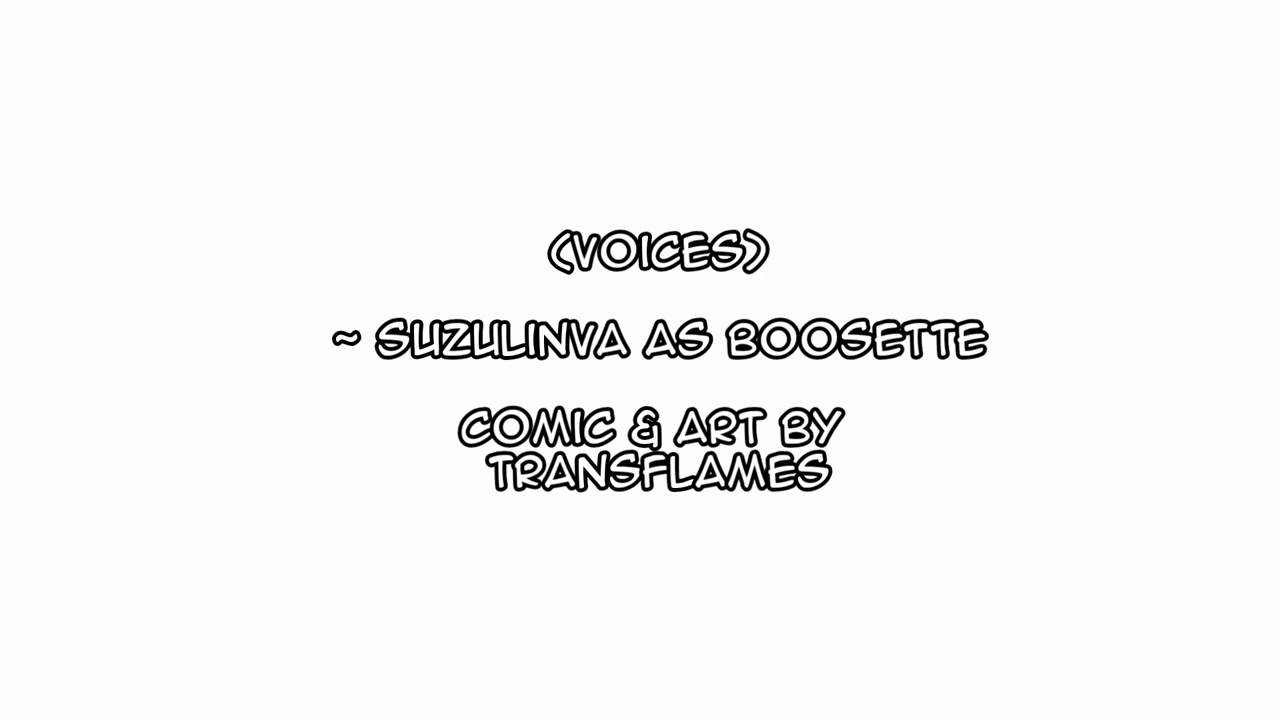 (VOICES)
~ SUZULINVA AS BOOSETTE
COMIC & ART BY
TRANSFLAMES